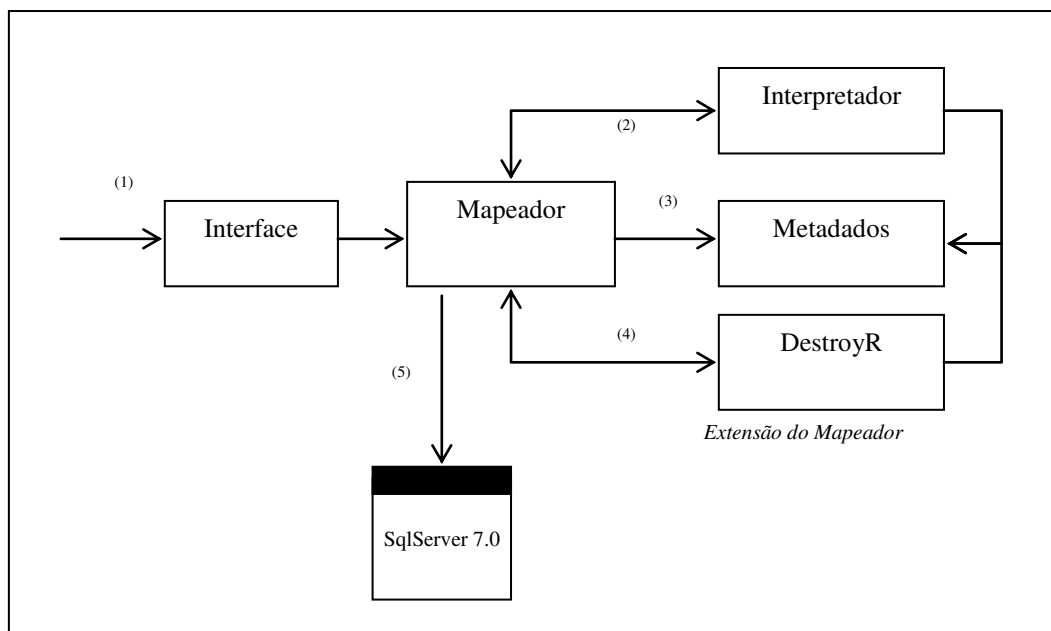 Interpretador
(2)
(1)
Mapeador
(3)
Interface
Metadados
(4)
DestroyR
(5)
Extensão do Mapeador
SqlServer 7.0